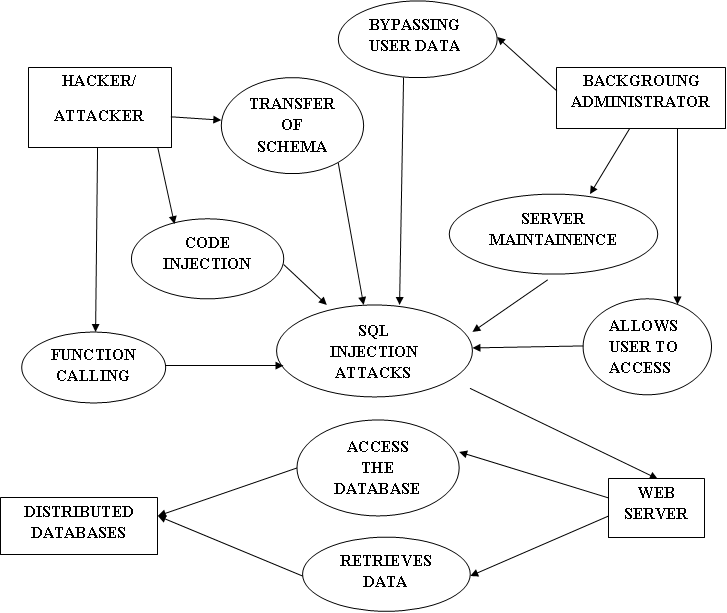 BYPASSING
USER DATA
HACKER/
ATTACKER
TRANSFER
OF
SCHEMA
BACKGROUNG
ADMINISTRATOR
CODE
INJECTION
SERVER
MAINTAINENCE
FUNCTION
CALLING
SQL
INJECTION
ATTACKS
ALLOWS
USER TO
ACCESS
ACCESS
THE
DATABASE
WEB
SERVER
DISTRIBUTED
DATABASES
RETRIEVES
DATA